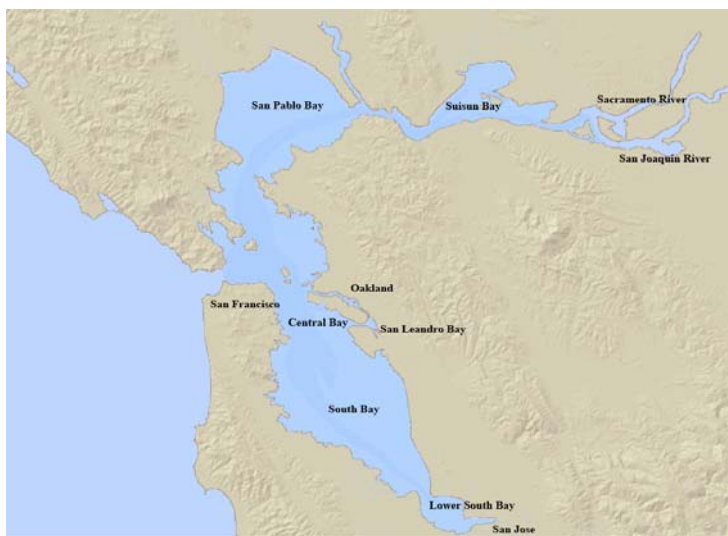 San Pablo Bay
Suisun Bay
Sacramento River
San Joaquin River
Oakland
San Francisco
Central Bay
San Leandro Bay
South Bay
Lower South Bay
San Jose